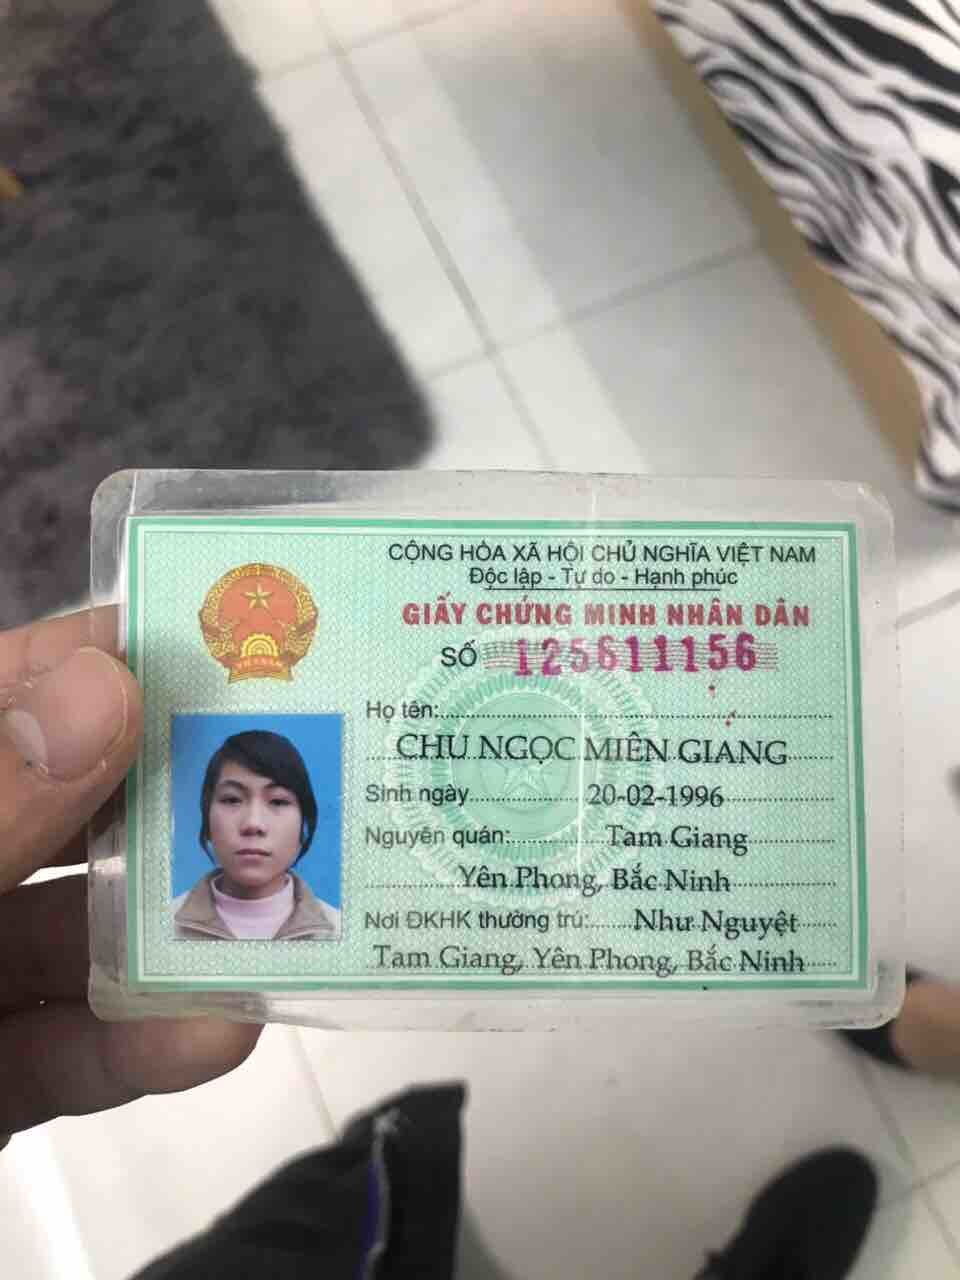 CỘNG HÒA XÃ HỘI CHỦ NGHĨA VIỆT NAM
Độc lập - Tự do - Hạnh phúc
GIẤY CHỨNG MINH NHÂN DÂN
SỐ 125611156
Họ tên:
CHU NGỌC MIÊN GIANG
Sinh ngày 20-02-1996
Nguyên quán: Tam Giang
Yên Phong, Bắc Ninh
Nơi ĐKHK thường trú: Như Nguyệt
Tam Giang, Yên Phong, Bắc Ninh
VIỆT NAM